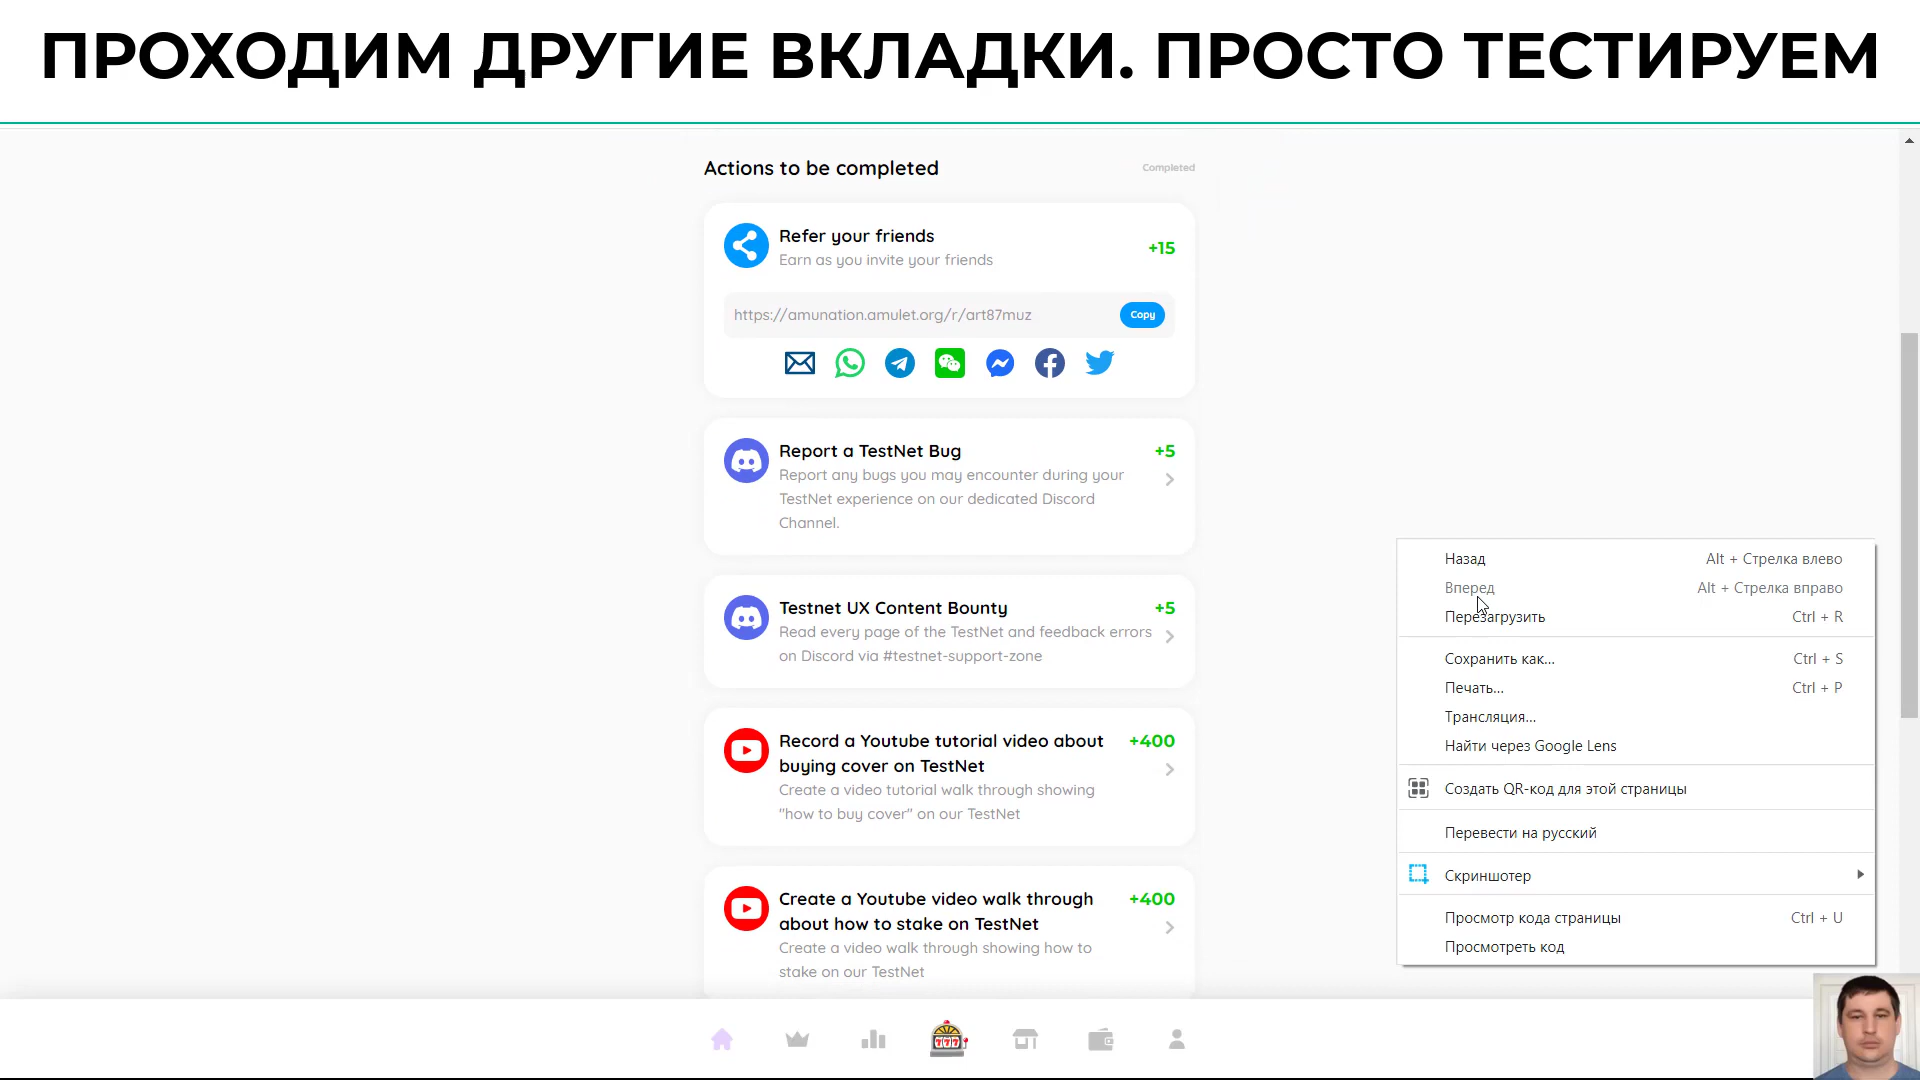 ПРОХОДИМ ДРУГИЕ ВКЛАДКИ. ПРОСТО ТЕСТИРУЕМ
Actions to be completed
Completed
Refer your friends
Earn as you invite your friends
+15
https://amunation.amulet.org/r/art87muz
Copy
Report a TestNet Bug
+5
Report any bugs you may encounter during your
TestNet experience on our dedicated Discord
Channel.
Testnet UX Content Bounty
+5
Read every page of the TestNet and feedback errors
on Discord via #testnet-support-zone
Record a Youtube tutorial video about
buying cover on TestNet
+400
Create a video tutorial walk through showing
"how to buy cover" on our TestNet
Create a Youtube video walk through
about how to stake on TestNet
+400
Create a video walk through showing how to
stake on our TestNet
777
Назад Alt + Стрелка влево
Вперед Alt + Стрелка вправо
Перезагрузить Ctrl + R
Сохранить как... Ctrl + S
Печать... Ctrl + P
Трансляция...
Найти через Google Lens
Создать QR-код для этой страницы
Перевести на русский
Скриншотер
Просмотр кода страницы Ctrl + U
Просмотреть код